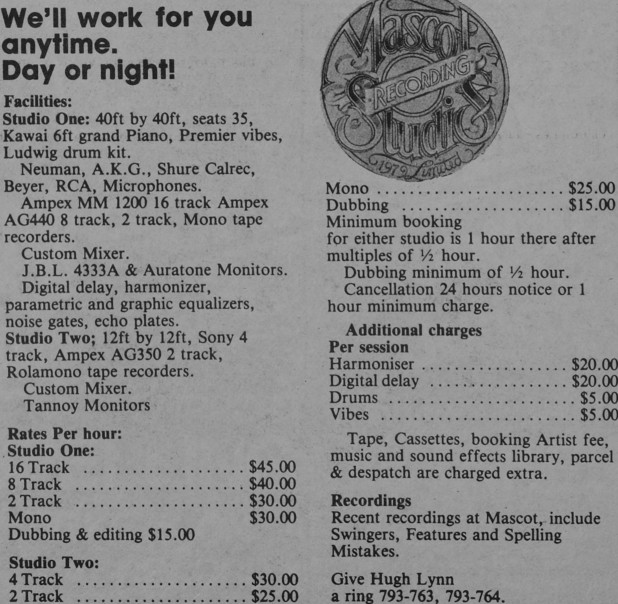 We'll work for you
anytime.
Day or night!
Facilities:
Studio One: 40ft by 40ft, seats 35,
Kawai 6ft grand Piano, Premier vibes,
Ludwig drum kit.
Neuman, A.K.G., Shure Calrec,
Beyer, RCA, Microphones.
Ampex MM 1200 16 track Ampex
AG440 8 track, 2 track, Mono tape
recorders.
Custom Mixer.
J.B.L. 4333A & Auratone Monitors.
Digital delay, harmonizer,
parametric and graphic equalizers,
noise gates, echo plates.
Studio Two; 12ft by 12ft, Sony 4
track, Ampex AG350 2 track,
Rolamono tape recorders.
Custom Mixer.
Tannoy Monitors
Rates Per hour:
Studio One:
16 Track ..................... $45.00
8 Track ...................... $40.00
2 Track ...................... $30.00
Mono $30.00
Dubbing & editing $15.00
Studio Two:
4 Track ...................... $30.00
2 Track ...................... $25.00
Mascot
RECORDING
Studios
1979 Limited
Mono ........................ $25.00
Dubbing ..................... $15.00
Minimum booking
for either studio is 1 hour there after
multiples of ½ hour.
Dubbing minimum of ½ hour.
Cancellation 24 hours notice or 1
hour minimum charge.
Additional charges
Per session
Harmoniser ................... $20.00
Digital delay .................. $20.00
Drums ........................ $5.00
Vibes ......................... $5.00
Tape, Cassettes, booking Artist fee,
music and sound effects library, parcel
& despatch are charged extra.
Recordings
Recent recordings at Mascot, include
Swingers, Features and Spelling
Mistakes.
Give Hugh Lynn
a ring 793-763, 793-764.